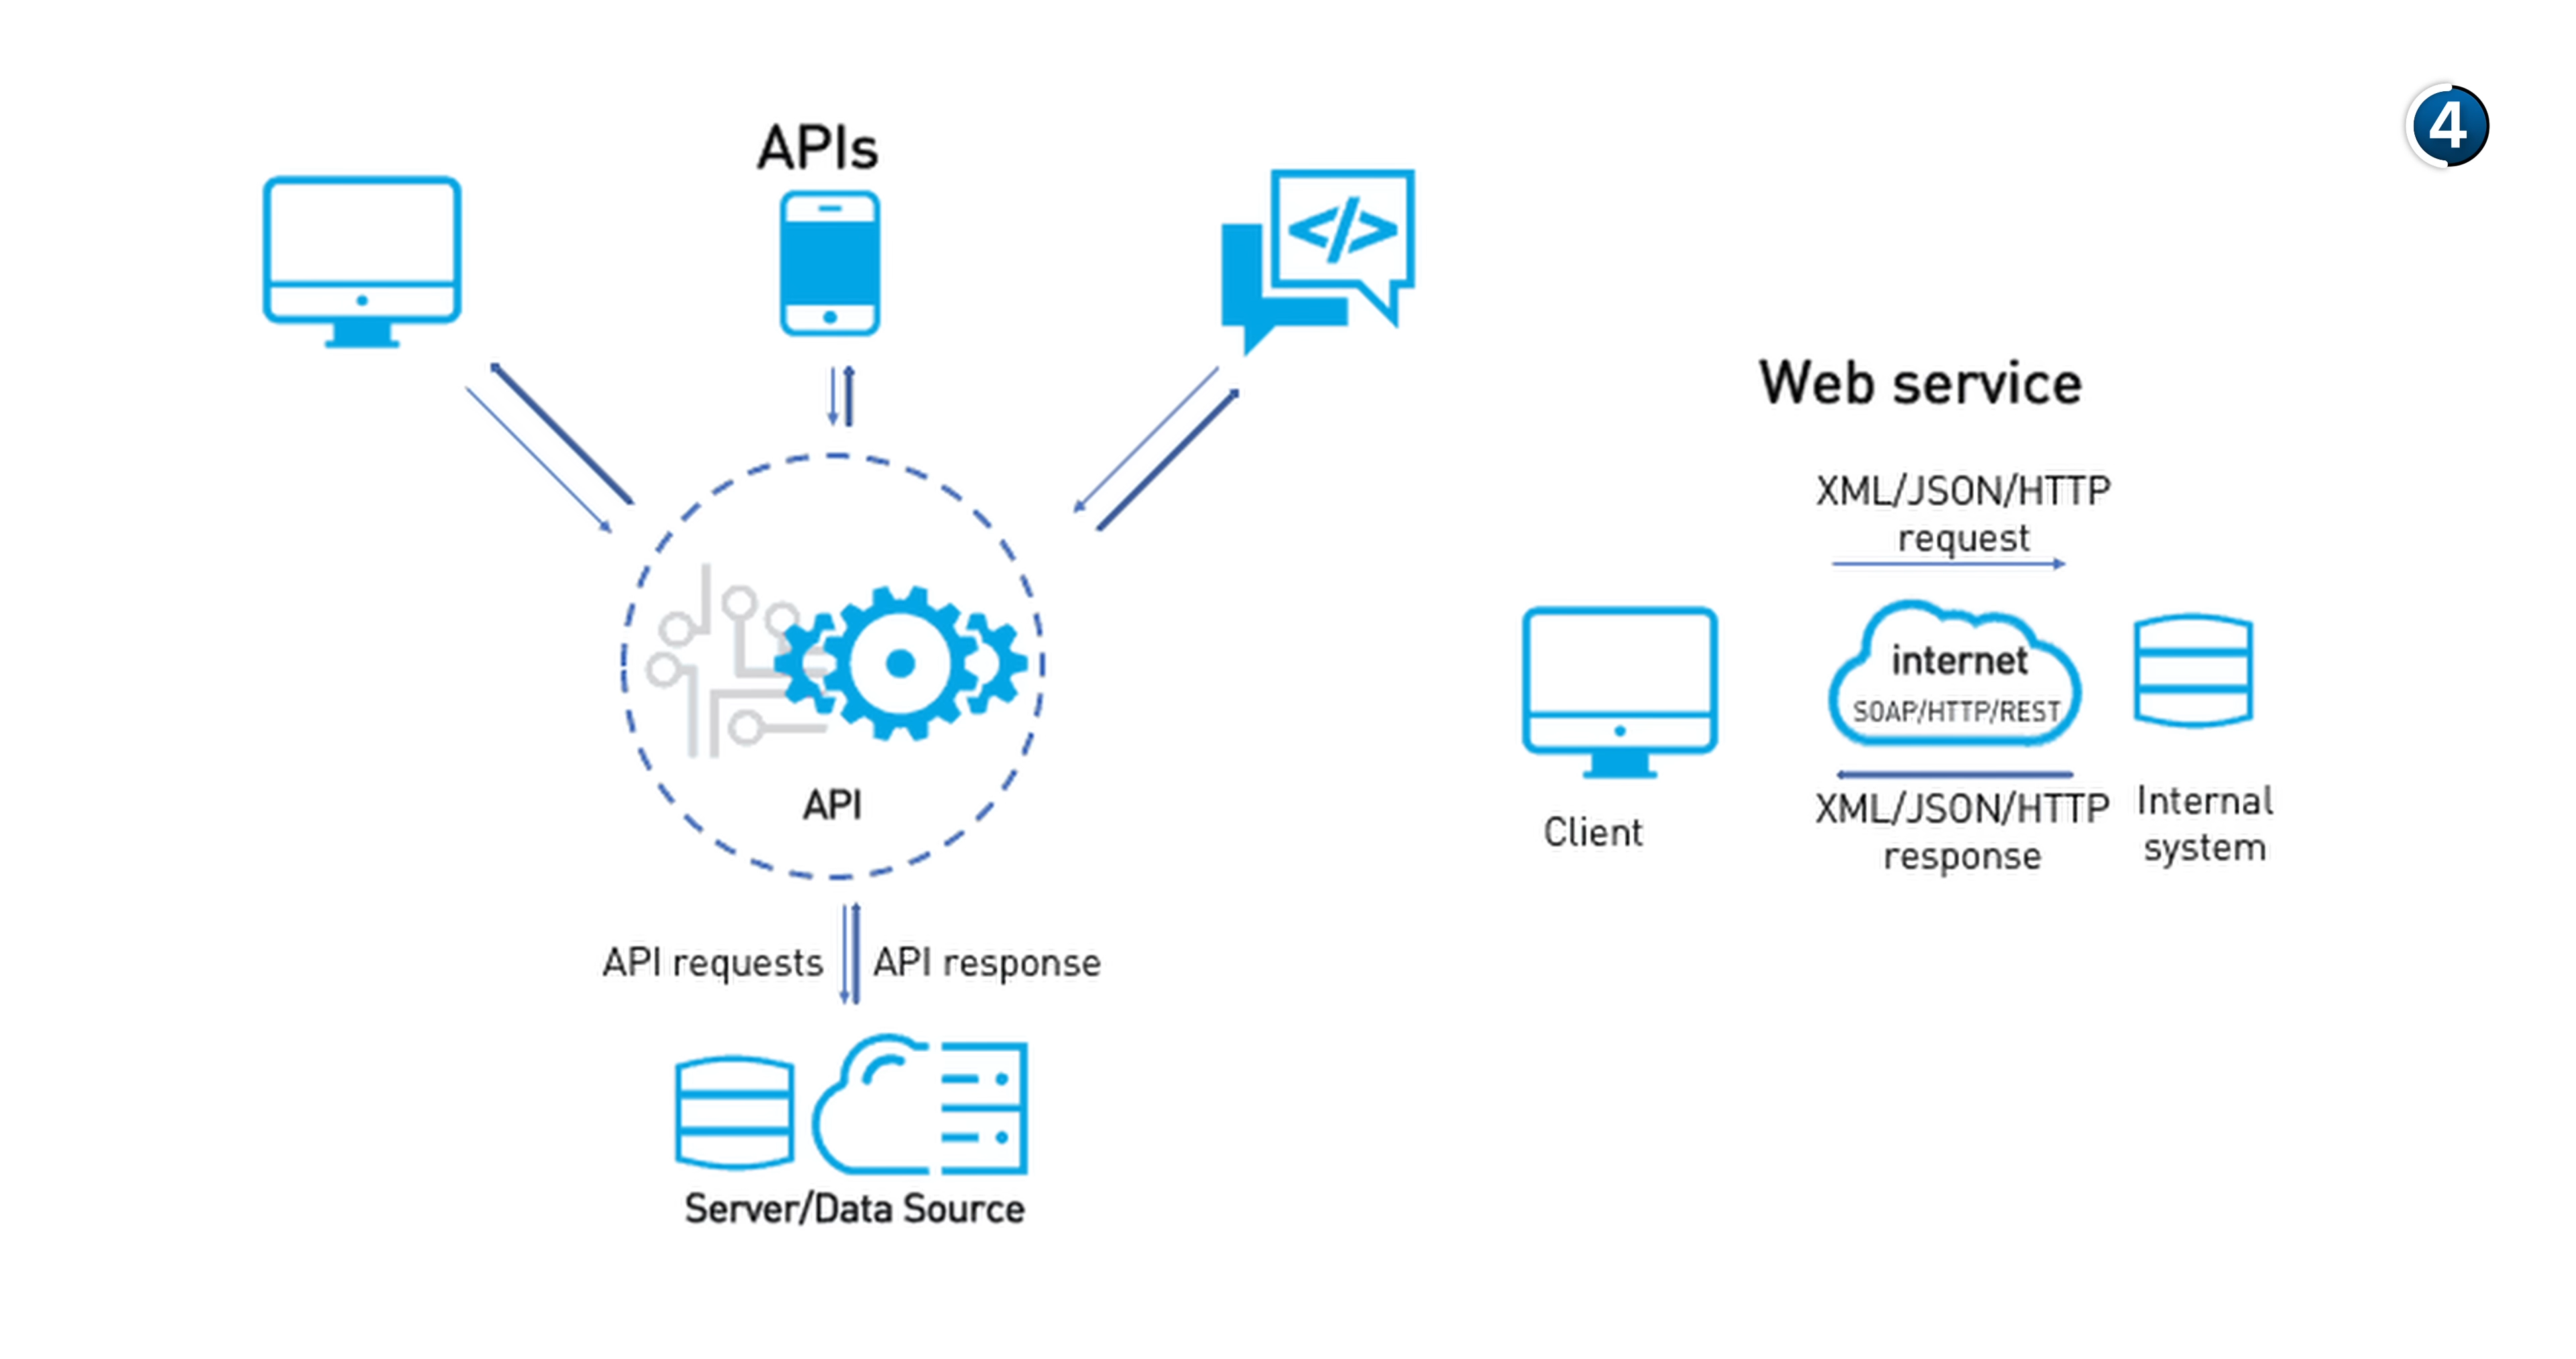 4
APIs
</>
API
API requests
API response
Server/Data Source
Web service
XML/JSON/HTTP
request
internet
SOAP/HTTP/REST
XML/JSON/HTTP
response
Client
Internal
system